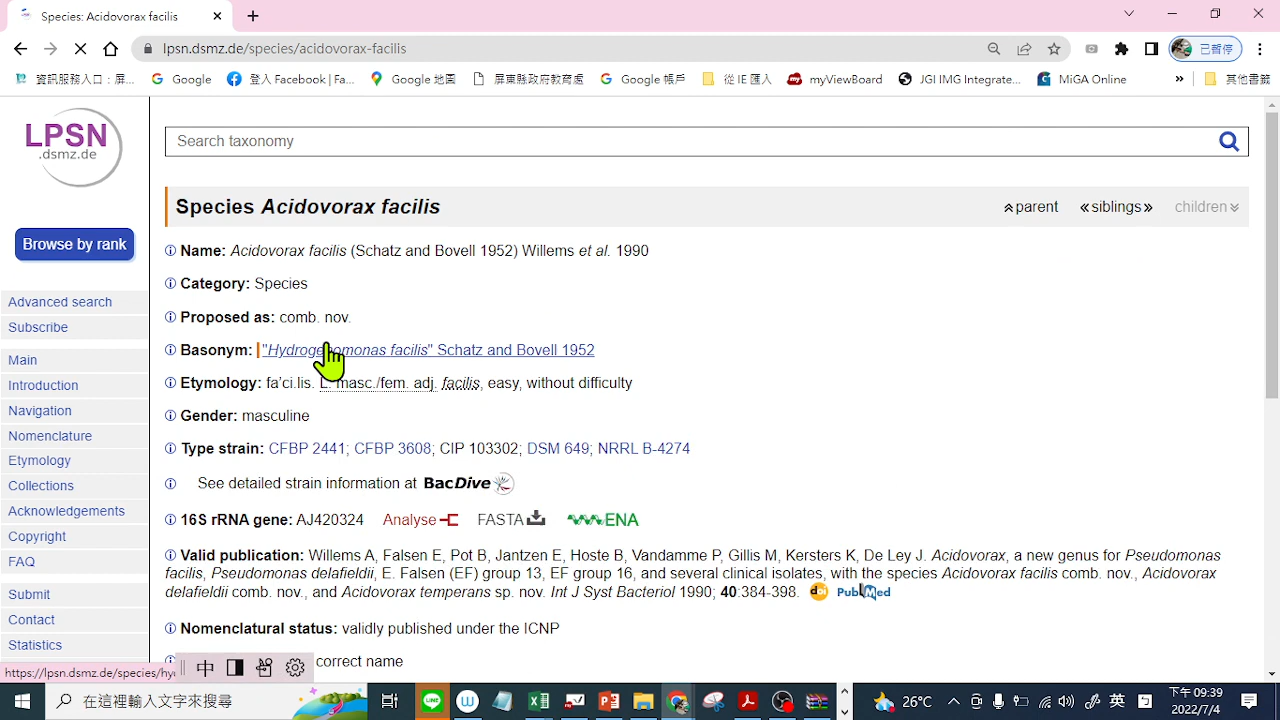 Species: Acidovorax facilis
lpsn.dsmz.de/species/acidovorax-facilis
已暫停
資訊服務入口：屏...
Google
登入 Facebook | Fa...
Google 地圖
屏東縣政府教育處
Google 帳戶
從 IE 匯入
myViewBoard
JGI IMG Integrate...
MiGA Online
»
其他書籤
LPSN
.dsmz.de
Search taxonomy
Species Acidovorax facilis
parent
siblings
children
Browse by rank
Name: Acidovorax facilis (Schatz and Bovell 1952) Willems et al. 1990
Category: Species
Advanced search
Proposed as: comb. nov.
Subscribe
Basonym: "Hydrogenomonas facilis" Schatz and Bovell 1952
Main
Etymology: fa'ci.lis. L. masc./fem. adj. facilis, easy, without difficulty
Introduction
Navigation
Gender: masculine
Nomenclature
Type strain: CFBP 2441; CFBP 3608; CIP 103302; DSM 649; NRRL B-4274
Etymology
Collections
See detailed strain information at BacDive
Acknowledgements
16S rRNA gene: AJ420324 Analyse FASTA ENA
Copyright
FAQ
Valid publication: Willems A, Falsen E, Pot B, Jantzen E, Hoste B, Vandamme P, Gillis M, Kersters K, De Ley J. Acidovorax, a new genus for Pseudomonas
facilis, Pseudomonas delafieldii, E. Falsen (EF) group 13, EF group 16, and several clinical isolates, with the species Acidovorax facilis comb. nov., Acidovorax
delafieldii comb. nov., and Acidovorax temperans sp. nov. Int J Syst Bacteriol 1990; 40:384-398. doi PubMed
Submit
Contact
Nomenclatural status: validly published under the ICNP
Statistics
correct name
中
https://lpsn.dsmz.de/species/hy
在這裡輸入文字來搜尋
LINE
26°C
英
下午 09:39
2022/7/4